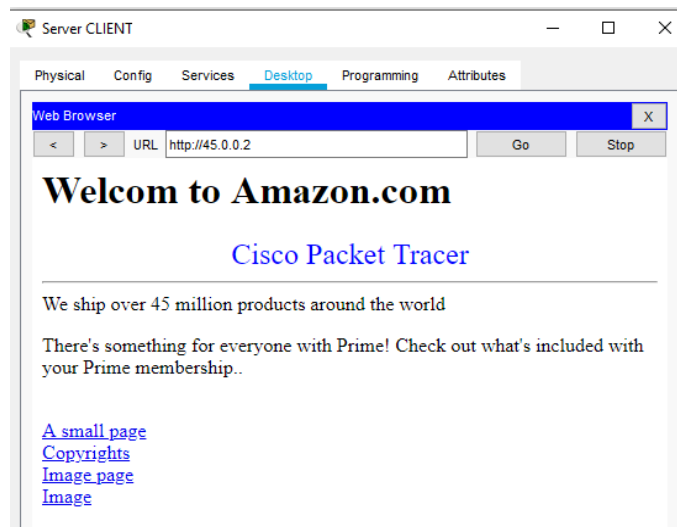 Server CLIENT
Physical Config Services Desktop Programming Attributes
Web Browser X
< > URL http://45.0.0.2 Go Stop
Welcom to Amazon.com
Cisco Packet Tracer
We ship over 45 million products around the world
There's something for everyone with Prime! Check out what's included with
your Prime membership..
A small page
Copyrights
Image page
Image